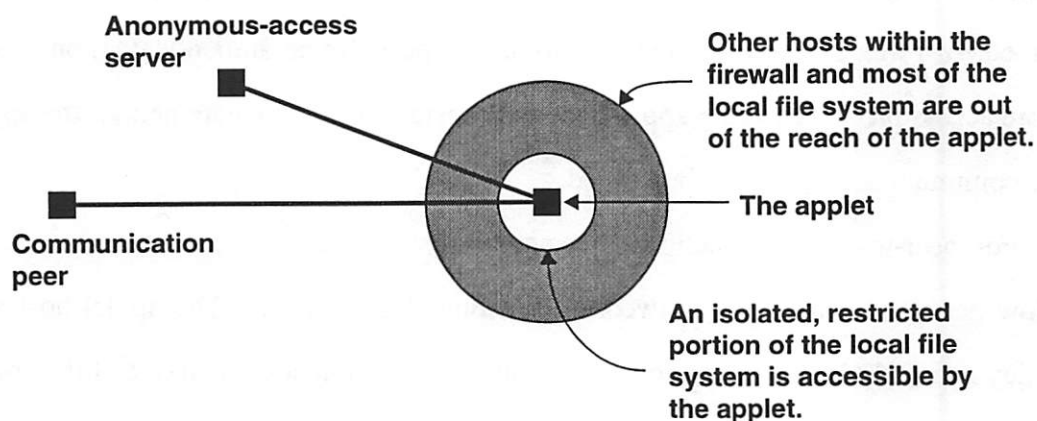 Anonymous-access
server
Other hosts within the
firewall and most of the
local file system are out
of the reach of the applet.
The applet
Communication
peer
An isolated, restricted
portion of the local file
system is accessible by
the applet.